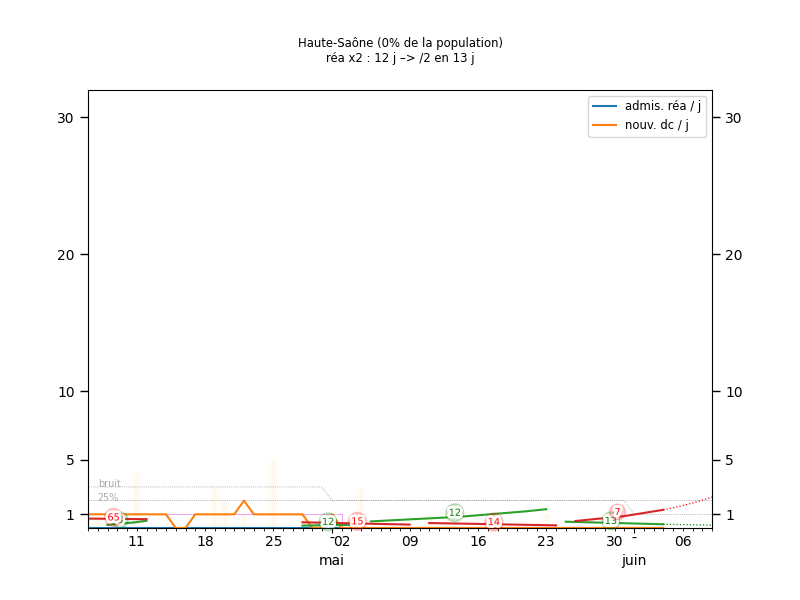 Haute-Saône (0% de la population)
réa x2 : 12 j –> /2 en 13 j
admis. réa / j
nouv. dc / j
30 30
20 20
10 10
5 5
bruit
25%
1 1
65 12 15 12 14 13 7
11 18 25 02 09 16 23 30 06
mai juin